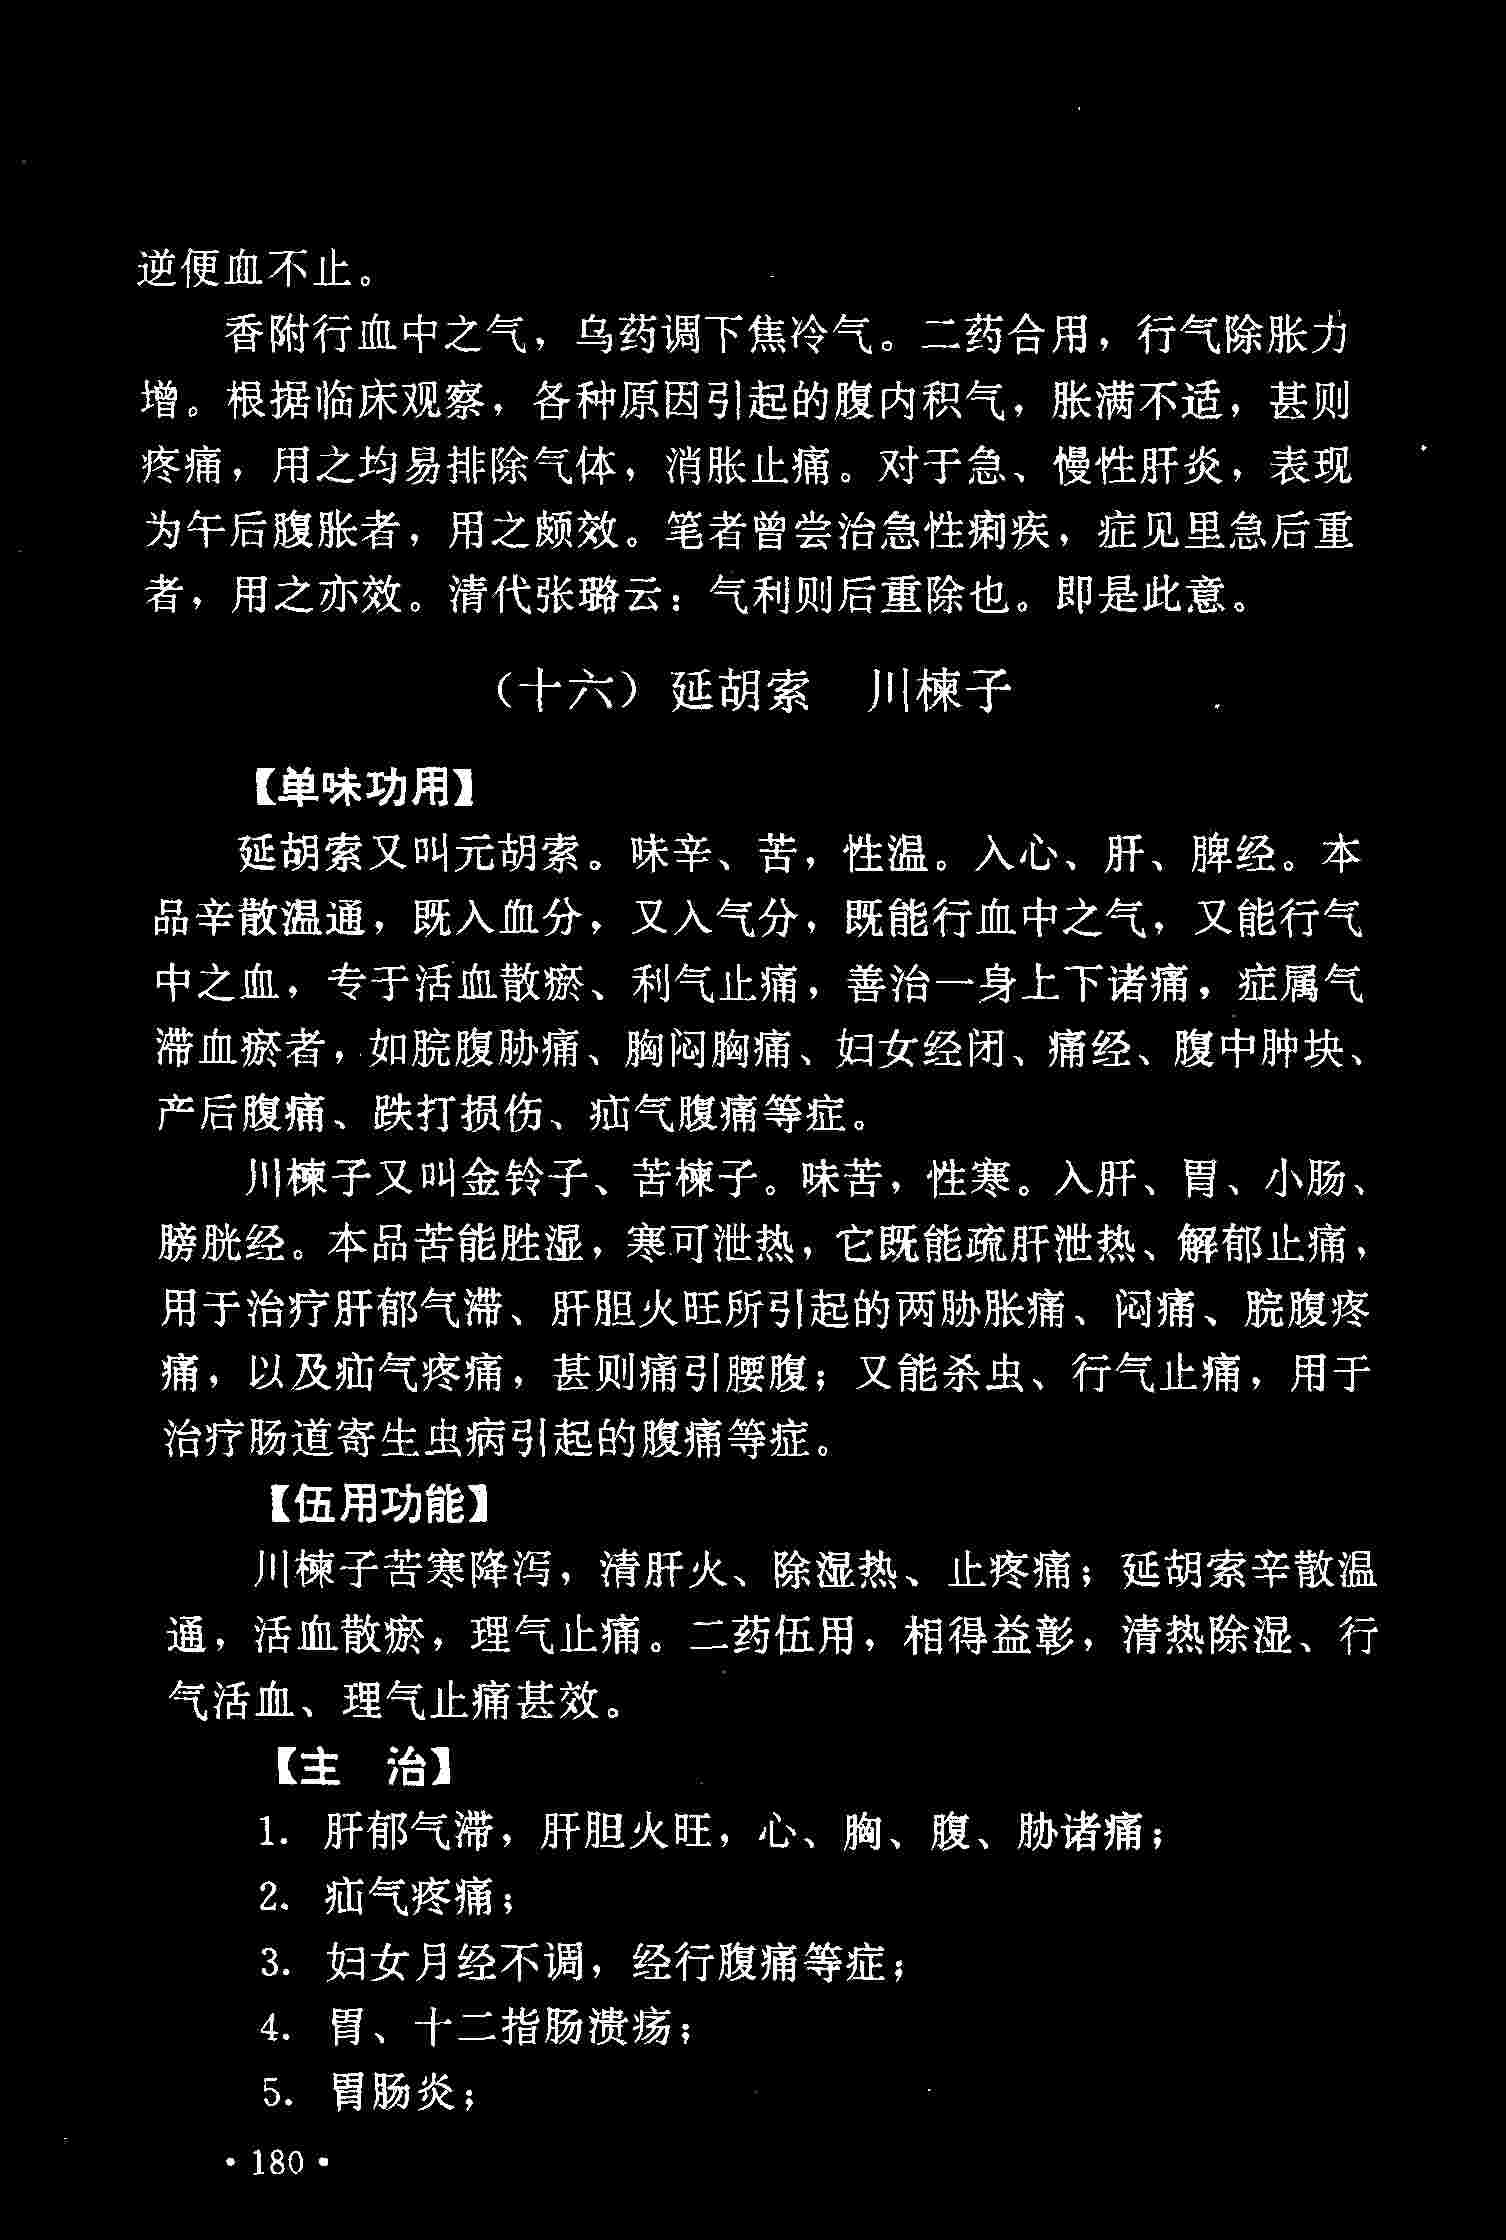 逆便血不止。
香附行血中之气，乌药调下焦冷气。二药合用，行气除胀力
增。根据临床观察，各种原因引起的腹内积气，胀满不适，甚则
疼痛，用之均易排除气体，消胀止痛。对于急、慢性肝炎，表现
为午后腹胀者，用之颇效。笔者曾尝治急性痢疾，症见里急后重
者，用之亦效。清代张璐云：气利则后重除也。即是此意。
（十六）延胡索　川楝子
【单味功用】
延胡索又叫元胡索。味辛、苦，性温。入心、肝、脾经。本
品辛散温通，既入血分，又入气分，既能行血中之气，又能行气
中之血，专于活血散瘀、利气止痛，善治一身上下诸痛，症属气
滞血瘀者，如脘腹胁痛、胸闷胸痛、妇女经闭、痛经、腹中肿块、
产后腹痛、跌打损伤、疝气腹痛等症。
川楝子又叫金铃子、苦楝子。味苦，性寒。入肝、胃、小肠、
膀胱经。本品苦能胜湿，寒可泄热，它既能疏肝泄热、解郁止痛，
用于治疗肝郁气滞、肝胆火旺所引起的两胁胀痛、闷痛、脘腹疼
痛，以及疝气疼痛，甚则痛引腰腹；又能杀虫、行气止痛，用于
治疗肠道寄生虫病引起的腹痛等症。
【伍用功能】
川楝子苦寒降泻，清肝火、除湿热、止疼痛；延胡索辛散温
通，活血散瘀，理气止痛。二药伍用，相得益彰，清热除湿、行
气活血、理气止痛甚效。
【主　治】
1. 肝郁气滞，肝胆火旺，心、胸、腹、胁诸痛；
2. 疝气疼痛；
3. 妇女月经不调，经行腹痛等症；
4. 胃、十二指肠溃疡；
5. 胃肠炎；
·180·